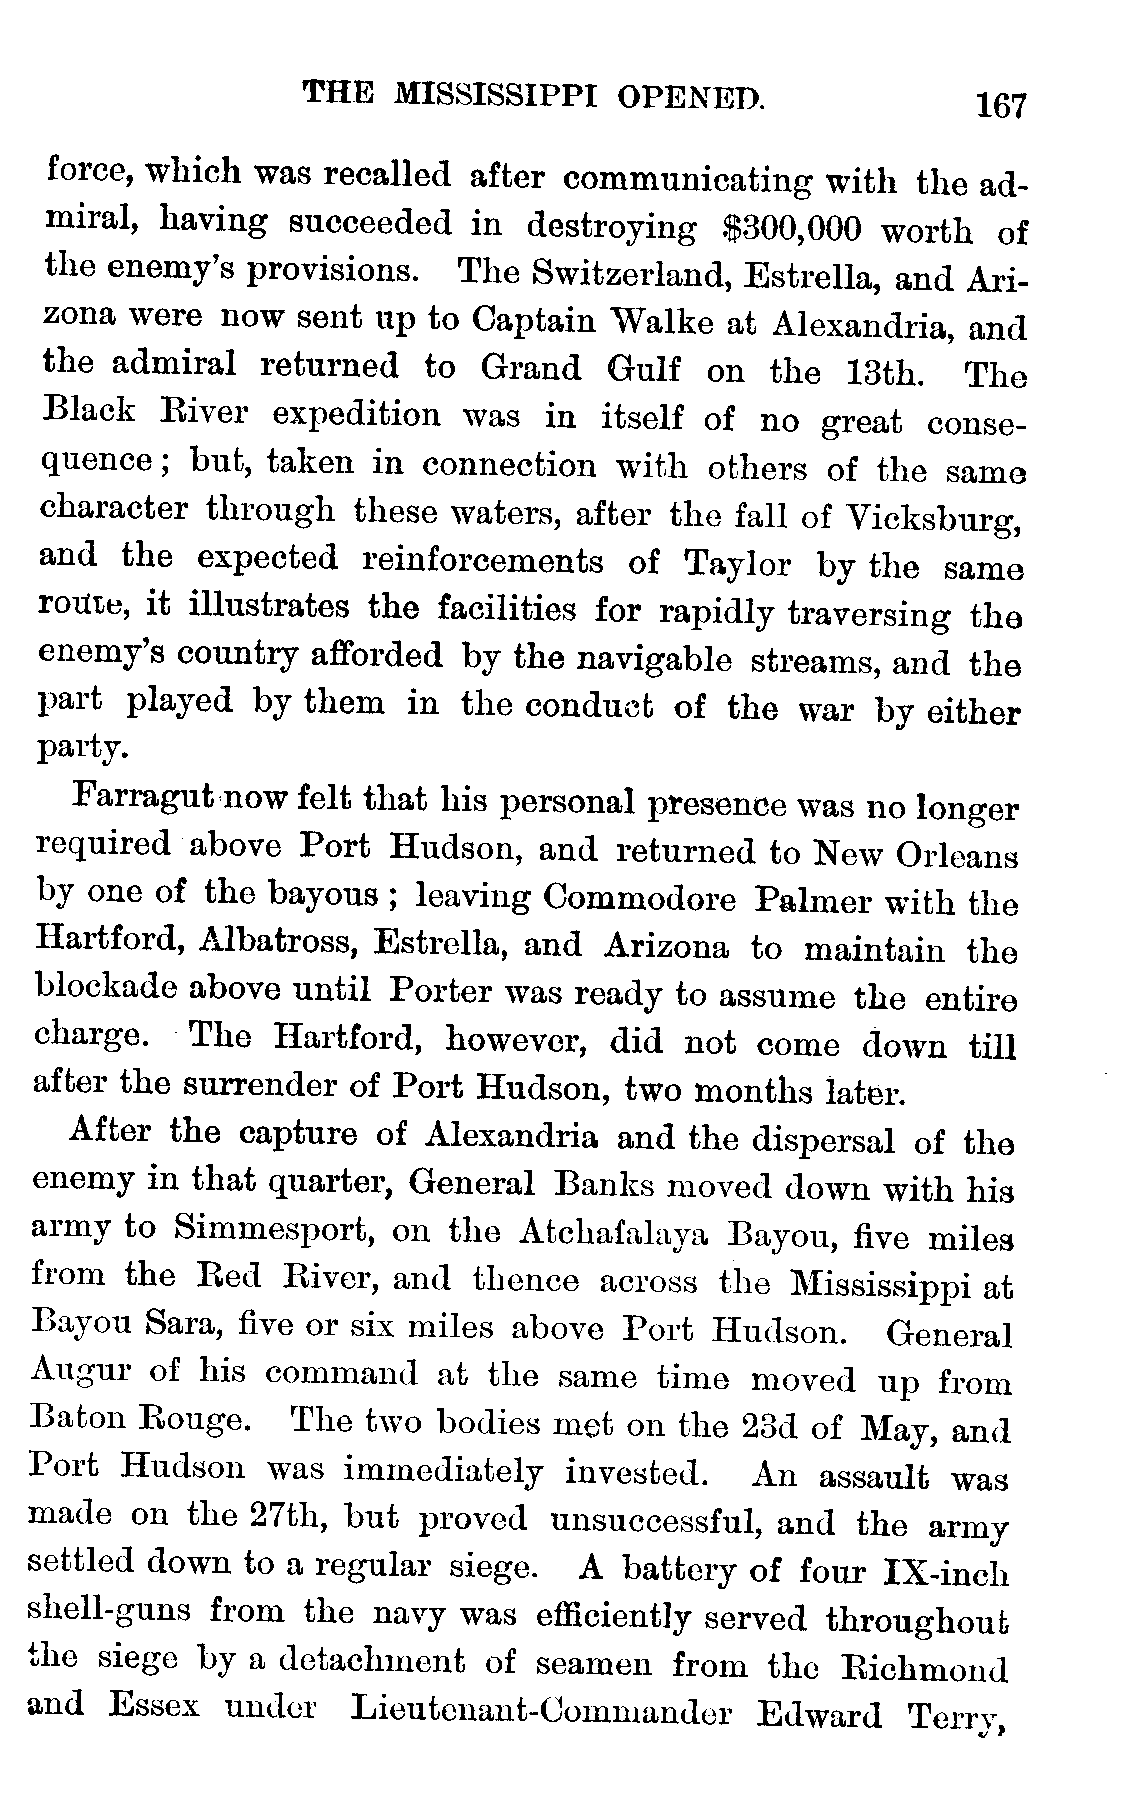 THE MISSISSIPPI OPENED. 167
force, which was recalled after communicating with the ad-
miral, having succeeded in destroying $300,000 worth of
the enemy's provisions. The Switzerland, Estrella, and Ari-
zona were now sent up to Captain Walke at Alexandria, and
the admiral returned to Grand Gulf on the 13th. The
Black River expedition was in itself of no great conse-
quence; but, taken in connection with others of the same
character through these waters, after the fall of Vicksburg,
and the expected reinforcements of Taylor by the same
route, it illustrates the facilities for rapidly traversing the
enemy's country afforded by the navigable streams, and the
part played by them in the conduct of the war by either
party.
Farragut now felt that his personal presence was no longer
required above Port Hudson, and returned to New Orleans
by one of the bayous; leaving Commodore Palmer with the
Hartford, Albatross, Estrella, and Arizona to maintain the
blockade above until Porter was ready to assume the entire
charge. The Hartford, however, did not come down till
after the surrender of Port Hudson, two months later.
After the capture of Alexandria and the dispersal of the
enemy in that quarter, General Banks moved down with his
army to Simmesport, on the Atchafalaya Bayou, five miles
from the Red River, and thence across the Mississippi at
Bayou Sara, five or six miles above Port Hudson. General
Augur of his command at the same time moved up from
Baton Rouge. The two bodies met on the 23d of May, and
Port Hudson was immediately invested. An assault was
made on the 27th, but proved unsuccessful, and the army
settled down to a regular siege. A battery of four IX-inch
shell-guns from the navy was efficiently served throughout
the siege by a detachment of seamen from the Richmond
and Essex under Lieutenant-Commander Edward Terry,